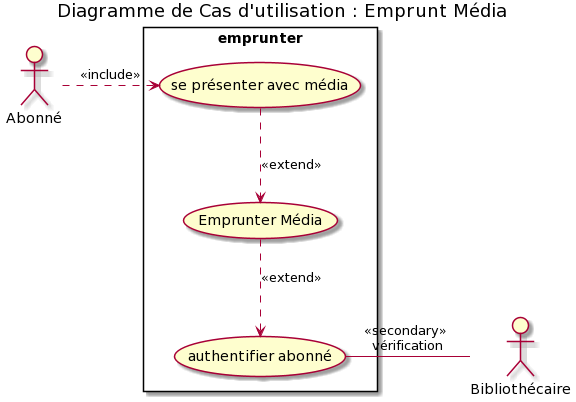 Diagramme de Cas d'utilisation : Emprunt Média
emprunter
«include»
se présenter avec média
Abonné
«extend»
Emprunter Média
«extend»
«secondary»
vérification
authentifier abonné
Bibliothécaire